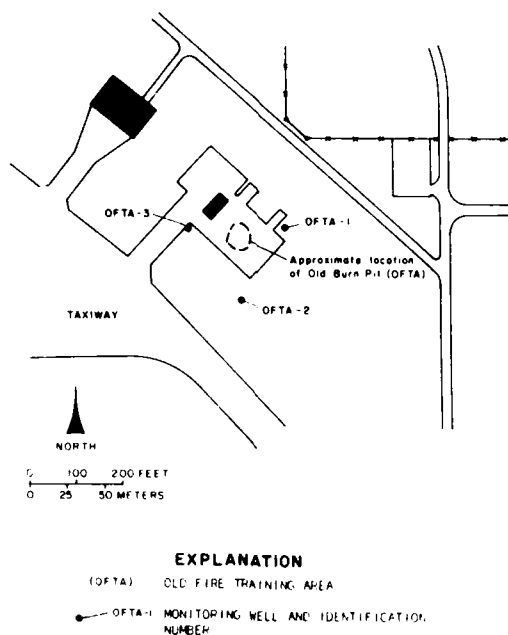 OFTA-3
OFTA-1
Approximate location
of Old Burn Pit (OFTA)
TAXIWAY
OFTA-2
NORTH
0 100 200 FEET
0 25 50 METERS
EXPLANATION
(OFTA) OLD FIRE TRAINING AREA
OFTA-1 MONITORING WELL AND IDENTIFICATION
NUMBER